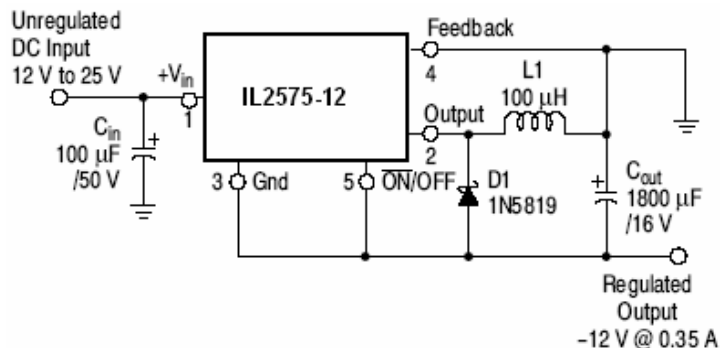 Unregulated
DC Input
12 V to 25 V
+Vin
1
Cin
100 µF
/50 V
IL2575-12
Feedback
4
Output
2
3
Gnd
5
ON/OFF
L1
100 µH
D1
1N5819
Cout
1800 µF
/16 V
Regulated
Output
–12 V @ 0.35 A